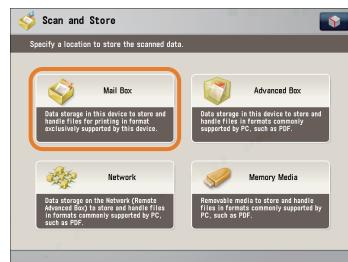 Scan and Store
Specify a location to store the scanned data.
Mail Box
Data storage in this device to store and
handle files for printing in format
exclusively supported by this device.
Advanced Box
Data storage in this device to store and
handle files in formats commonly
supported by PC, such as PDF.
Network
Data storage on the Network (Remote
Advanced Box) to store and handle files
in formats commonly supported by PC,
such as PDF.
Memory Media
Removable media to store and handle
files in formats commonly supported by
PC, such as PDF.